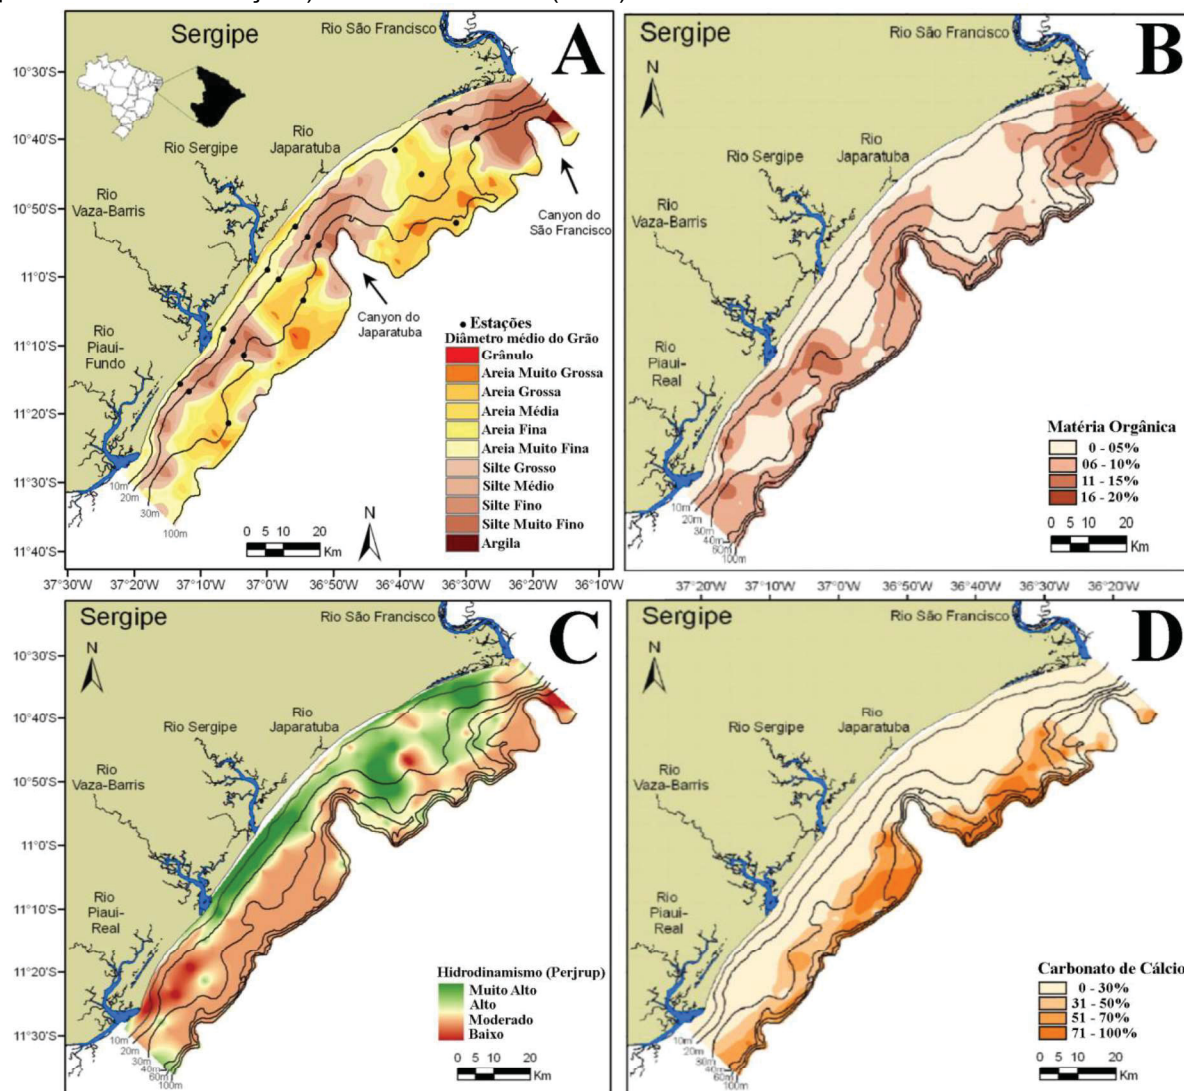 Sergipe
Rio São Francisco
A
10°30'S
10°40'S
10°50'S
11°0'S
11°10'S
11°20'S
11°30'S
11°40'S
Rio
Japaratuba
Rio Sergipe
Rio
Vaza-Barris
Rio
Piaui-
Fundo
Canyon do
São Francisco
Canyon do
Japaratuba
Estações
Diâmetro médio do Grão
Grânulo
Areia Muito Grossa
Areia Grossa
Areia Média
Areia Fina
Areia Muito Fina
Silte Grosso
Silte Médio
Silte Fino
Silte Muito Fino
Argila
10m
20m
30m
100m
N
0 5 10 20
Km
37°30'W 37°20'W 37°10'W 37°0'W 36°50'W 36°40'W 36°30'W 36°20'W 36°10'W
Sergipe
Rio São Francisco
B
N
Rio
Japaratuba
Rio Sergipe
Rio
Vaza-Barris
Rio
Piaui-
Real
Matéria Orgânica
0 - 05%
06 - 10%
11 - 15%
16 - 20%
10m
20m
30m
40m
60m
100m
N
0 5 10 20
Km
37°20'W 37°10'W 37°0'W 36°50'W 36°40'W 36°30'W 36°20'W
Sergipe
Rio São Francisco
C
N
10°30'S
10°40'S
10°50'S
11°0'S
11°10'S
11°20'S
11°30'S
Rio
Japaratuba
Rio Sergipe
Rio
Vaza-Barris
Rio
Piaui-
Real
Hidrodinamismo (Perjrup)
Muito Alto
Alto
Moderado
Baixo
10m
20m
30m
40m
60m
100m
0 5 10 20
Km
Sergipe
Rio São Francisco
D
N
Rio
Japaratuba
Rio Sergipe
Rio
Vaza-Barris
Rio
Piaui-
Real
Carbonato de Cálcio
0 - 30%
31 - 50%
51 - 70%
71 - 100%
10m
20m
40m
60m
100m
0 5 10 20
Km